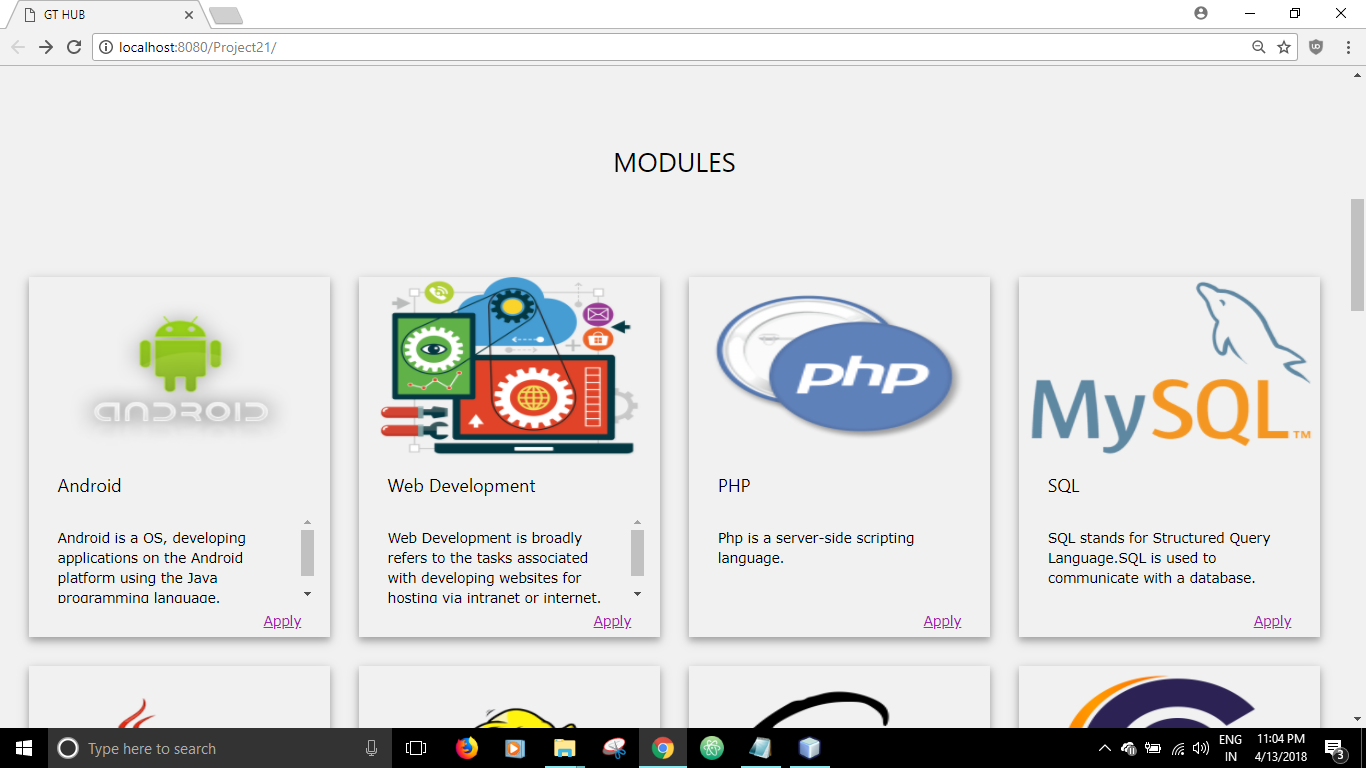 GT HUB
localhost:8080/Project21/
MODULES
ANDROID
php
MySQL™
Android
Web Development
PHP
SQL
Android is a OS, developing
applications on the Android
platform using the Java
programming language.
Apply
Web Development is broadly
refers to the tasks associated
with developing websites for
hosting via intranet or internet.
Apply
Php is a server-side scripting
language.
Apply
SQL stands for Structured Query
Language.SQL is used to
communicate with a database.
Apply
Type here to search
ENG
IN
11:04 PM
4/13/2018
3